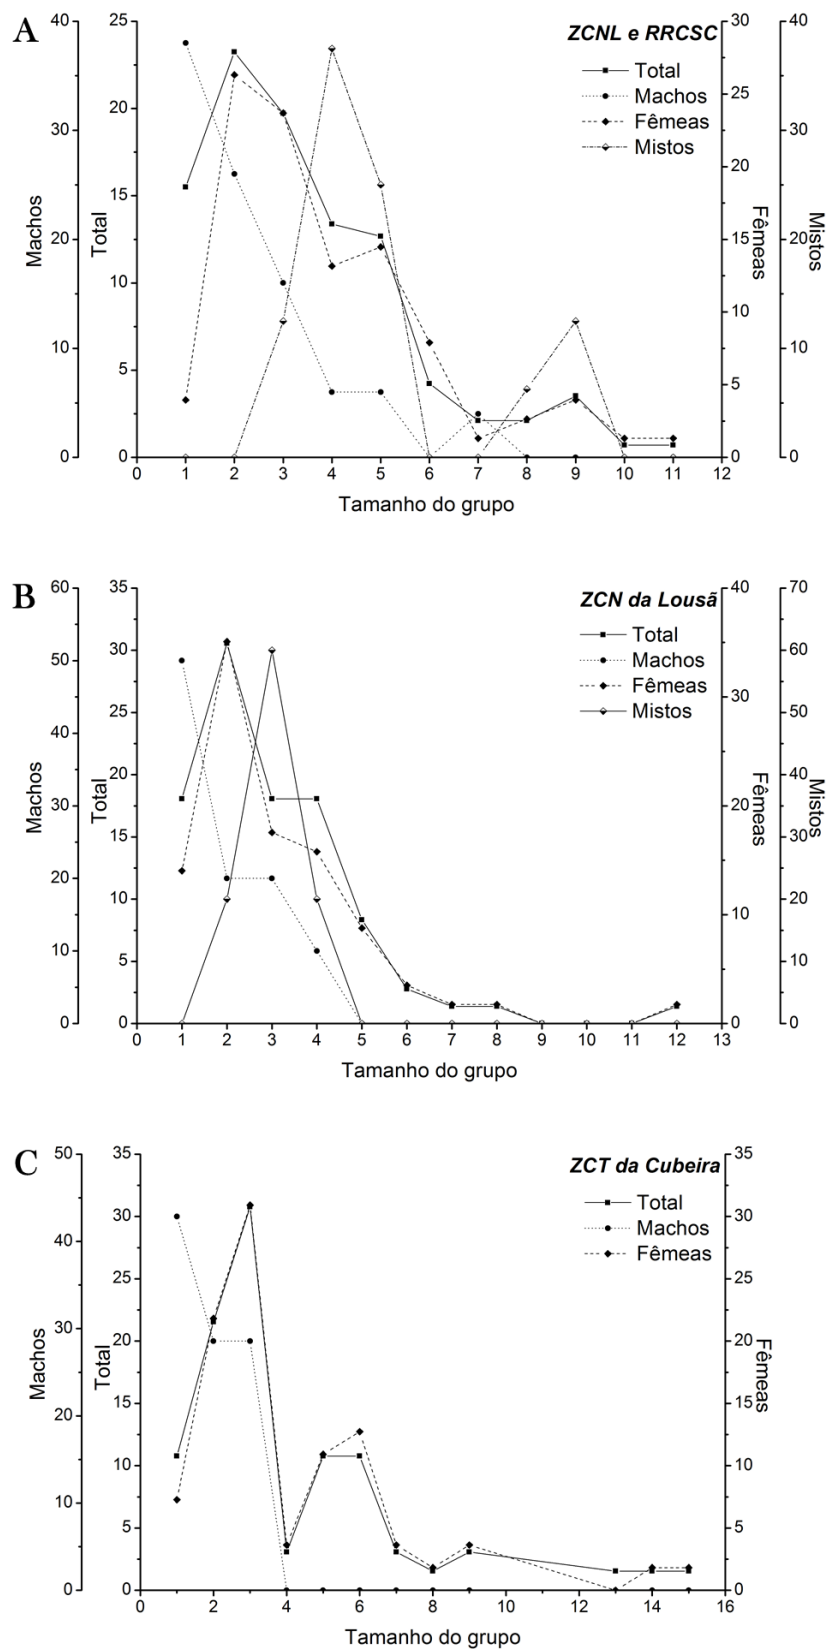 A
ZCNL e RRCSC
Total
Machos
Fêmeas
Mistos
Machos
40
30
20
10
0
Total
25
20
15
10
5
0
Fêmeas
30
25
20
15
10
5
0
Mistos
40
30
20
10
0
0 1 2 3 4 5 6 7 8 9 10 11 12
Tamanho do grupo
B
ZCN da Lousã
Total
Machos
Fêmeas
Mistos
Machos
60
50
40
30
20
10
0
Total
35
30
25
20
15
10
5
0
Fêmeas
40
30
20
10
0
Mistos
70
60
50
40
30
20
10
0
0 1 2 3 4 5 6 7 8 9 10 11 12 13
Tamanho do grupo
C
ZCT da Cubeira
Total
Machos
Fêmeas
Machos
50
40
30
20
10
0
Total
35
30
25
20
15
10
5
0
Fêmeas
35
30
25
20
15
10
5
0
0 2 4 6 8 10 12 14 16
Tamanho do grupo